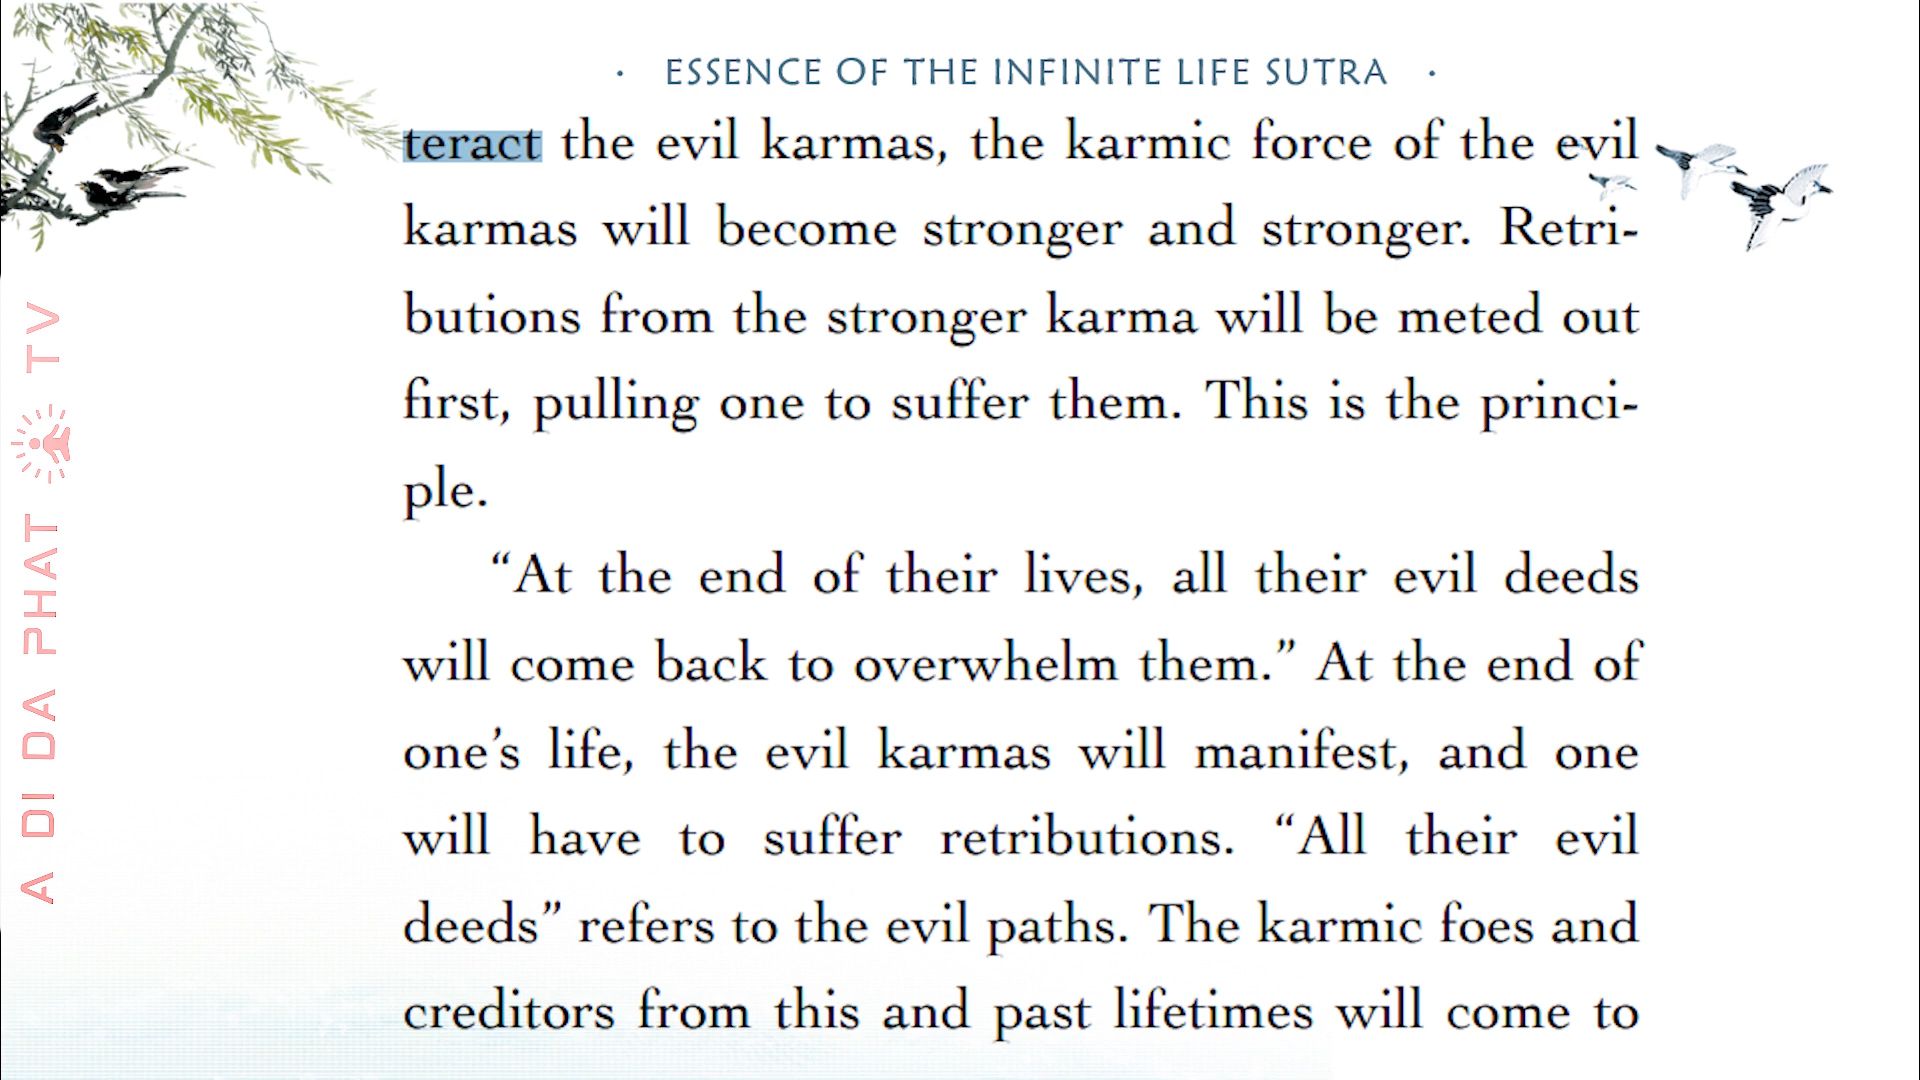 · ESSENCE OF THE INFINITE LIFE SUTRA ·
teract the evil karmas, the karmic force of the evil
karmas will become stronger and stronger. Retri-
butions from the stronger karma will be meted out
first, pulling one to suffer them. This is the princi-
ple.
“At the end of their lives, all their evil deeds
will come back to overwhelm them.” At the end of
one’s life, the evil karmas will manifest, and one
will have to suffer retributions. “All their evil
deeds” refers to the evil paths. The karmic foes and
creditors from this and past lifetimes will come to
A DI DA PHAT TV